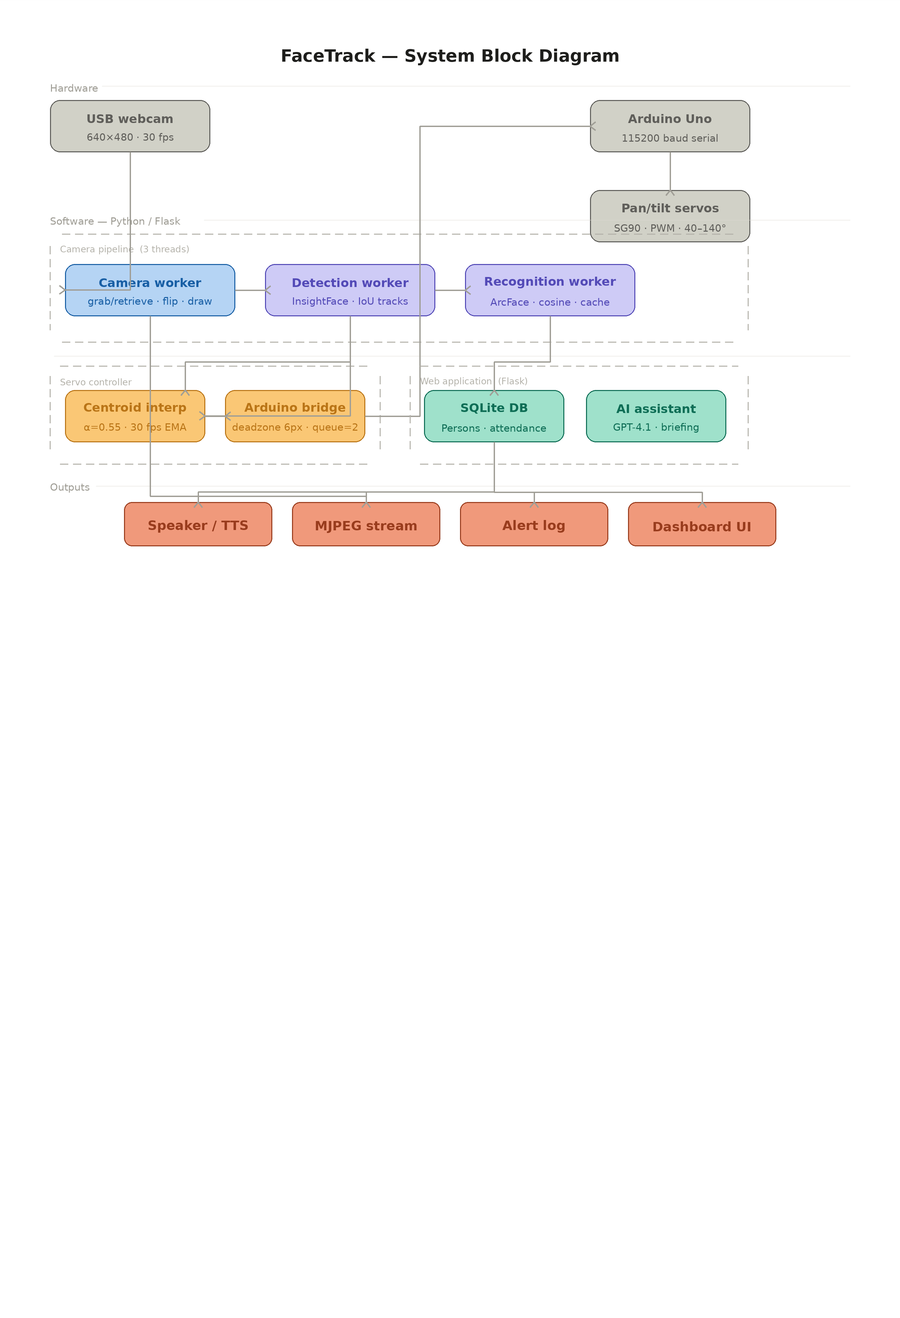 FaceTrack — System Block Diagram
Hardware
USB webcam
640×480 · 30 fps
Arduino Uno
115200 baud serial
Pan/tilt servos
SG90 · PWM · 40–140°
Software — Python / Flask
Camera pipeline  (3 threads)
Camera worker
grab/retrieve · flip · draw
Detection worker
InsightFace · IoU tracks
Recognition worker
ArcFace · cosine · cache
Servo controller
Centroid interp
α=0.55 · 30 fps EMA
Arduino bridge
deadzone 6px · queue=2
Web application  (Flask)
SQLite DB
Persons · attendance
AI assistant
GPT-4.1 · briefing
Outputs
Speaker / TTS
MJPEG stream
Alert log
Dashboard UI